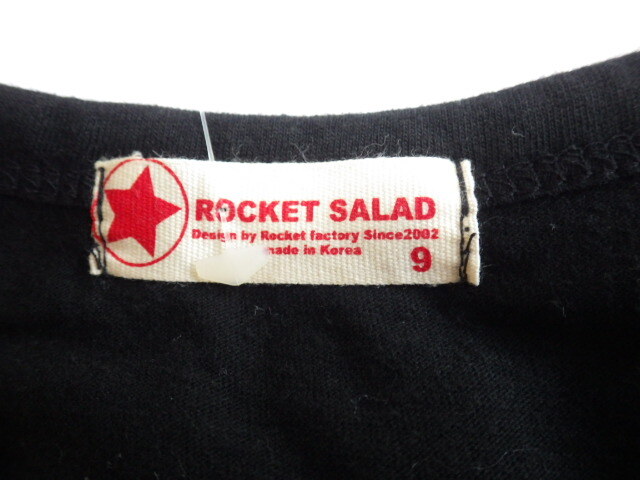 ROCKET SALAD
Design by Rocket factory Since2002
made in Korea
9